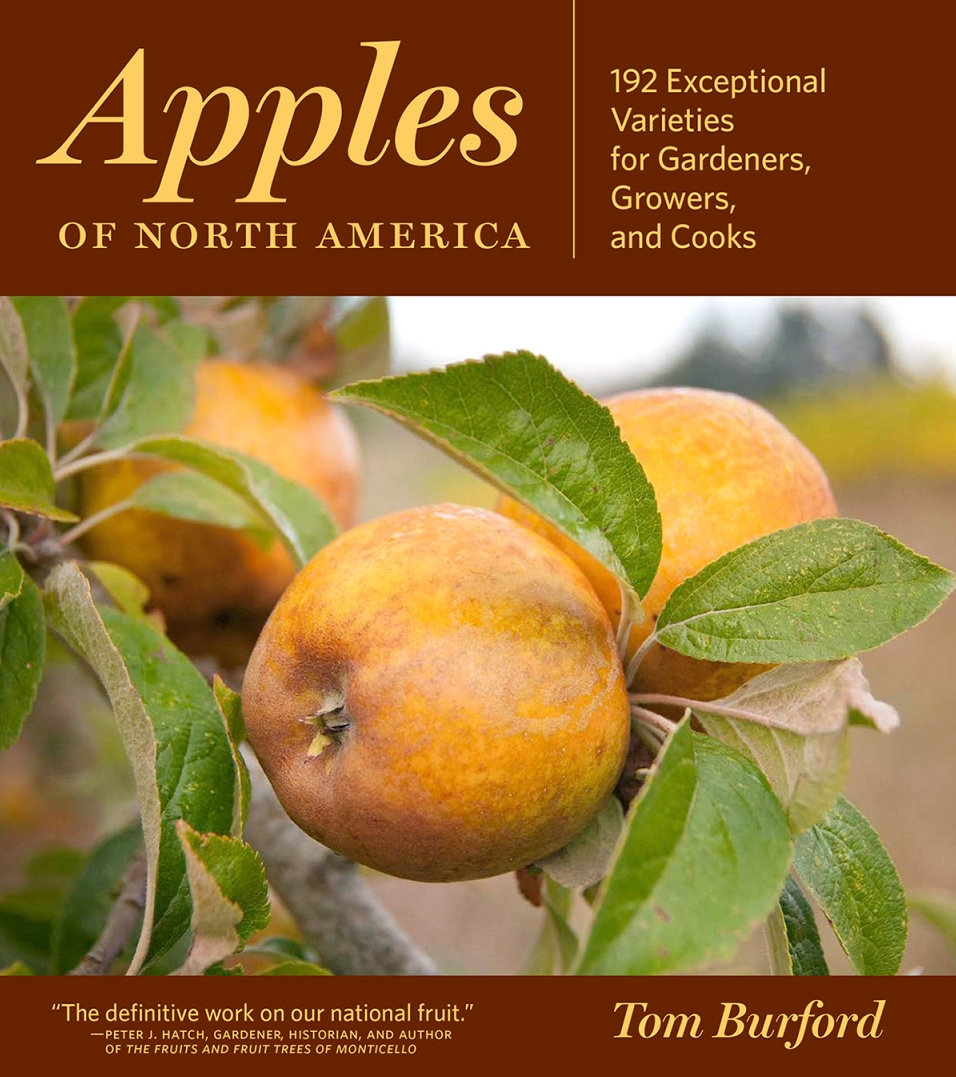 Apples
OF NORTH AMERICA
192 Exceptional
Varieties
for Gardeners,
Growers,
and Cooks
“The definitive work on our national fruit.”
—PETER J. HATCH, GARDENER, HISTORIAN, AND AUTHOR
OF THE FRUITS AND FRUIT TREES OF MONTICELLO
Tom Burford